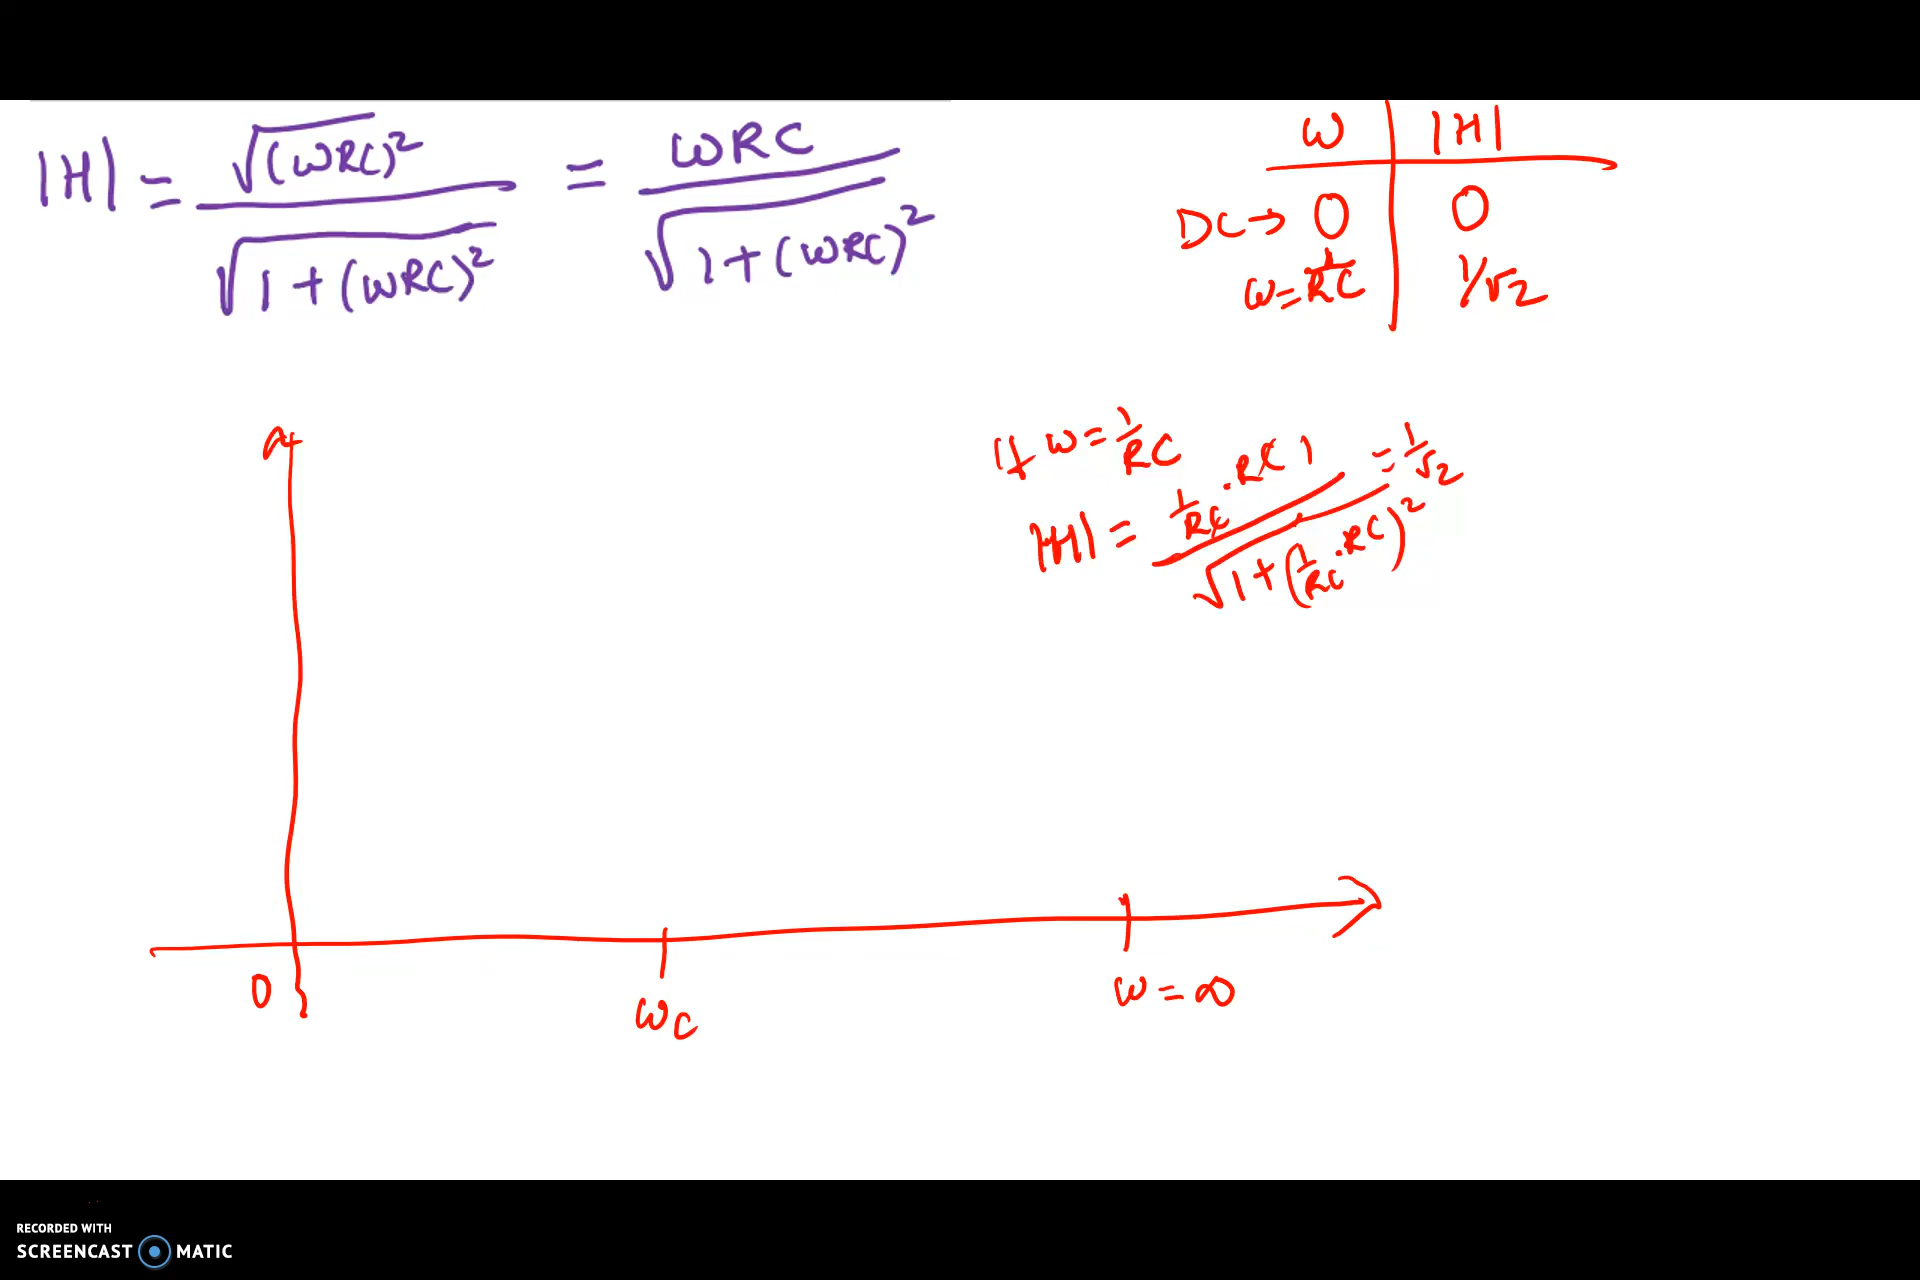 |H| = √(ωRC)² / √1+(ωRC)² = ωRC / √1+(ωRC)²
ω | |H|
DC → 0 | 0
ω = 1/RC | 1/√2
If ω = 1/RC
|H| = 1/RC · RC 1 / √1+(1/RC · RC)² = 1/√2
0
ωc
ω = ∞
RECORDED WITH
SCREENCAST MATIC